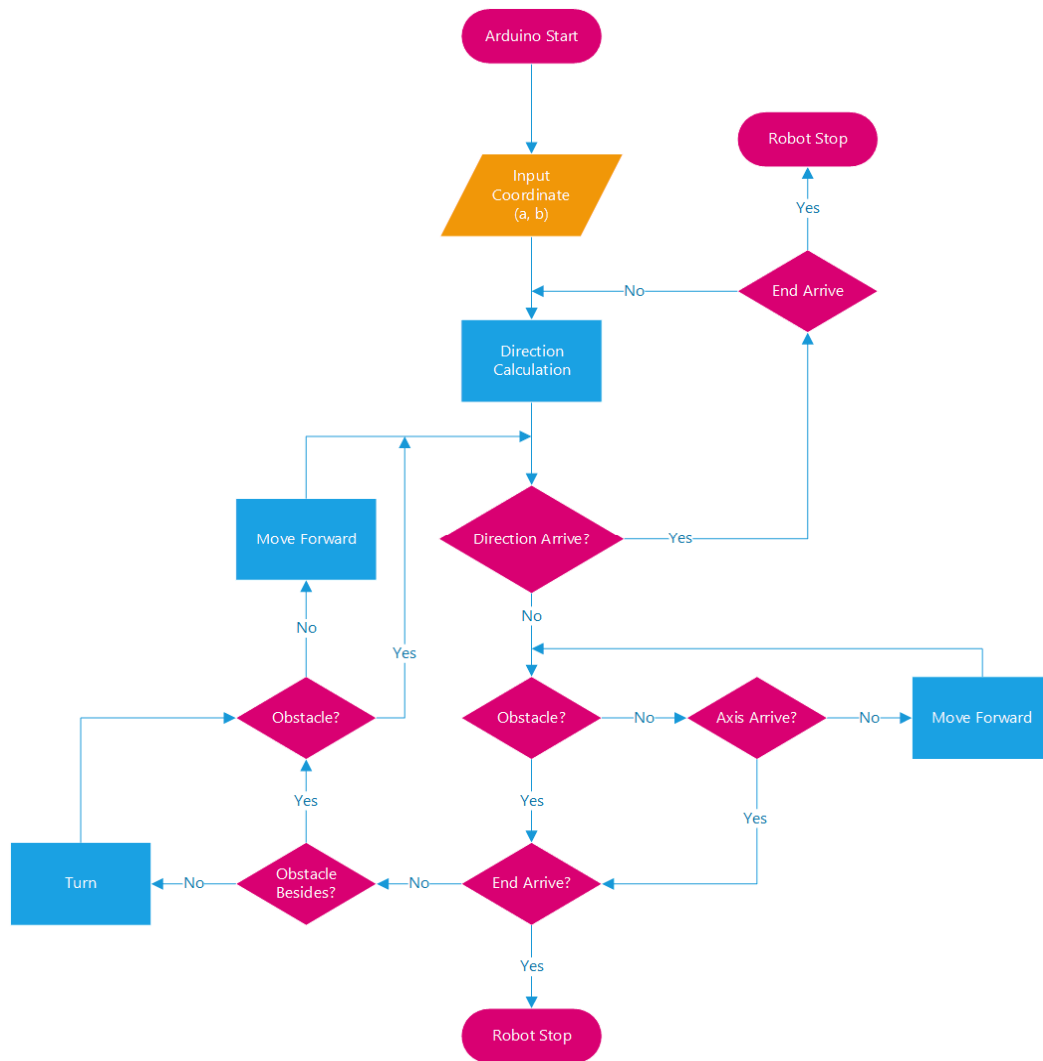 Arduino Start
Robot Stop
Input
Coordinate
(a, b)
Yes
End Arrive
No
Direction
Calculation
Move Forward
Direction Arrive?
Yes
No
No
Yes
Obstacle?
Obstacle?
No
Axis Arrive?
No
Move Forward
Yes
Yes
Yes
Turn
No
Obstacle
Besides?
No
End Arrive?
Yes
Robot Stop